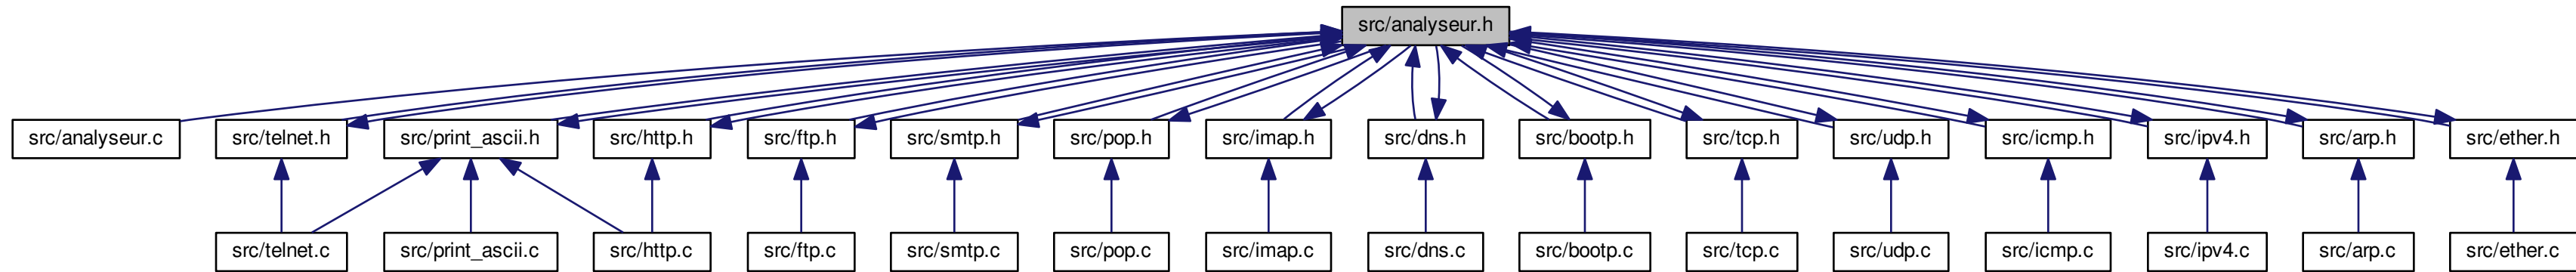 src/analyseur.h
src/analyseur.c
src/telnet.h
src/print_ascii.h
src/http.h
src/ftp.h
src/smtp.h
src/pop.h
src/imap.h
src/dns.h
src/bootp.h
src/tcp.h
src/udp.h
src/icmp.h
src/ipv4.h
src/arp.h
src/ether.h
src/telnet.c
src/print_ascii.c
src/http.c
src/ftp.c
src/smtp.c
src/pop.c
src/imap.c
src/dns.c
src/bootp.c
src/tcp.c
src/udp.c
src/icmp.c
src/ipv4.c
src/arp.c
src/ether.c